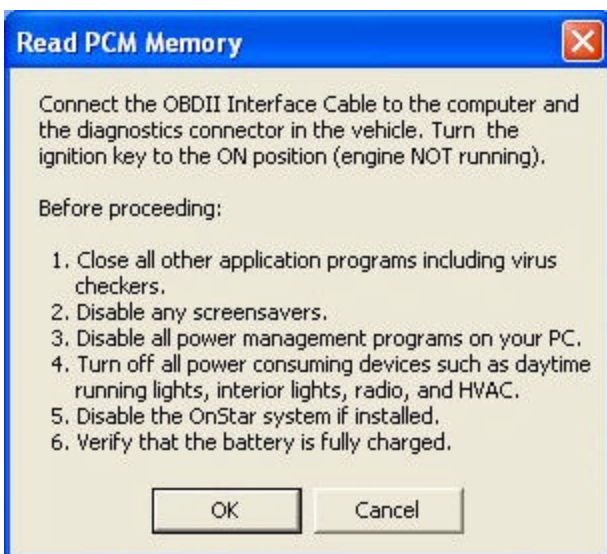 Read PCM Memory
Connect the OBDII Interface Cable to the computer and
the diagnostics connector in the vehicle. Turn the
ignition key to the ON position (engine NOT running).
Before proceeding:
1. Close all other application programs including virus
checkers.
2. Disable any screensavers.
3. Disable all power management programs on your PC.
4. Turn off all power consuming devices such as daytime
running lights, interior lights, radio, and HVAC.
5. Disable the OnStar system if installed.
6. Verify that the battery is fully charged.
OK
Cancel